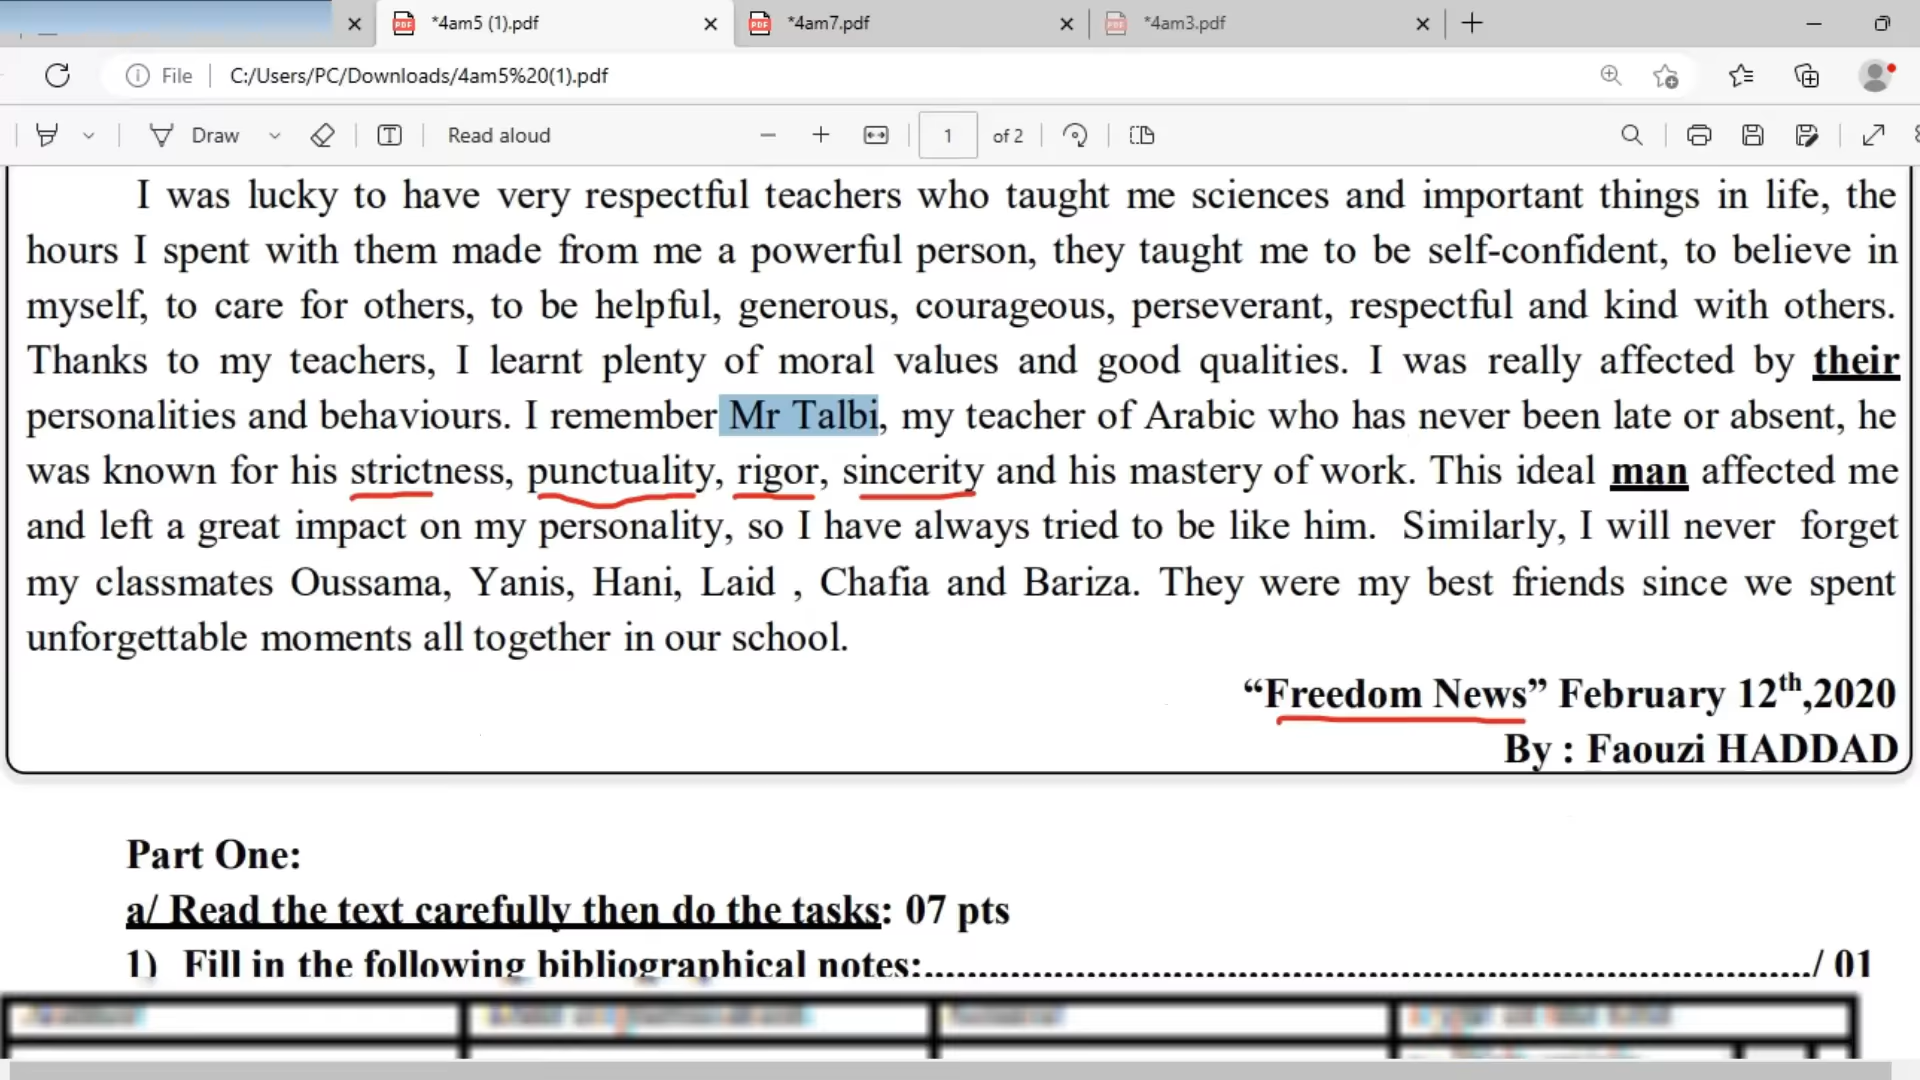 *4am5 (1).pdf
*4am7.pdf
*4am3.pdf
File
C:/Users/PC/Downloads/4am5%20(1).pdf
Draw
Read aloud
1
of 2
I was lucky to have very respectful teachers who taught me sciences and important things in life, the
hours I spent with them made from me a powerful person, they taught me to be self-confident, to believe in
myself, to care for others, to be helpful, generous, courageous, perseverant, respectful and kind with others.
Thanks to my teachers, I learnt plenty of moral values and good qualities. I was really affected by their
personalities and behaviours. I remember Mr Talbi, my teacher of Arabic who has never been late or absent, he
was known for his strictness, punctuality, rigor, sincerity and his mastery of work. This ideal man affected me
and left a great impact on my personality, so I have always tried to be like him. Similarly, I will never forget
my classmates Oussama, Yanis, Hani, Laid , Chafia and Bariza. They were my best friends since we spent
unforgettable moments all together in our school.
“Freedom News” February 12th,2020
By : Faouzi HADDAD
Part One:
a/ Read the text carefully then do the tasks: 07 pts
1) Fill in the following bibliographical notes:................................................................................/ 01